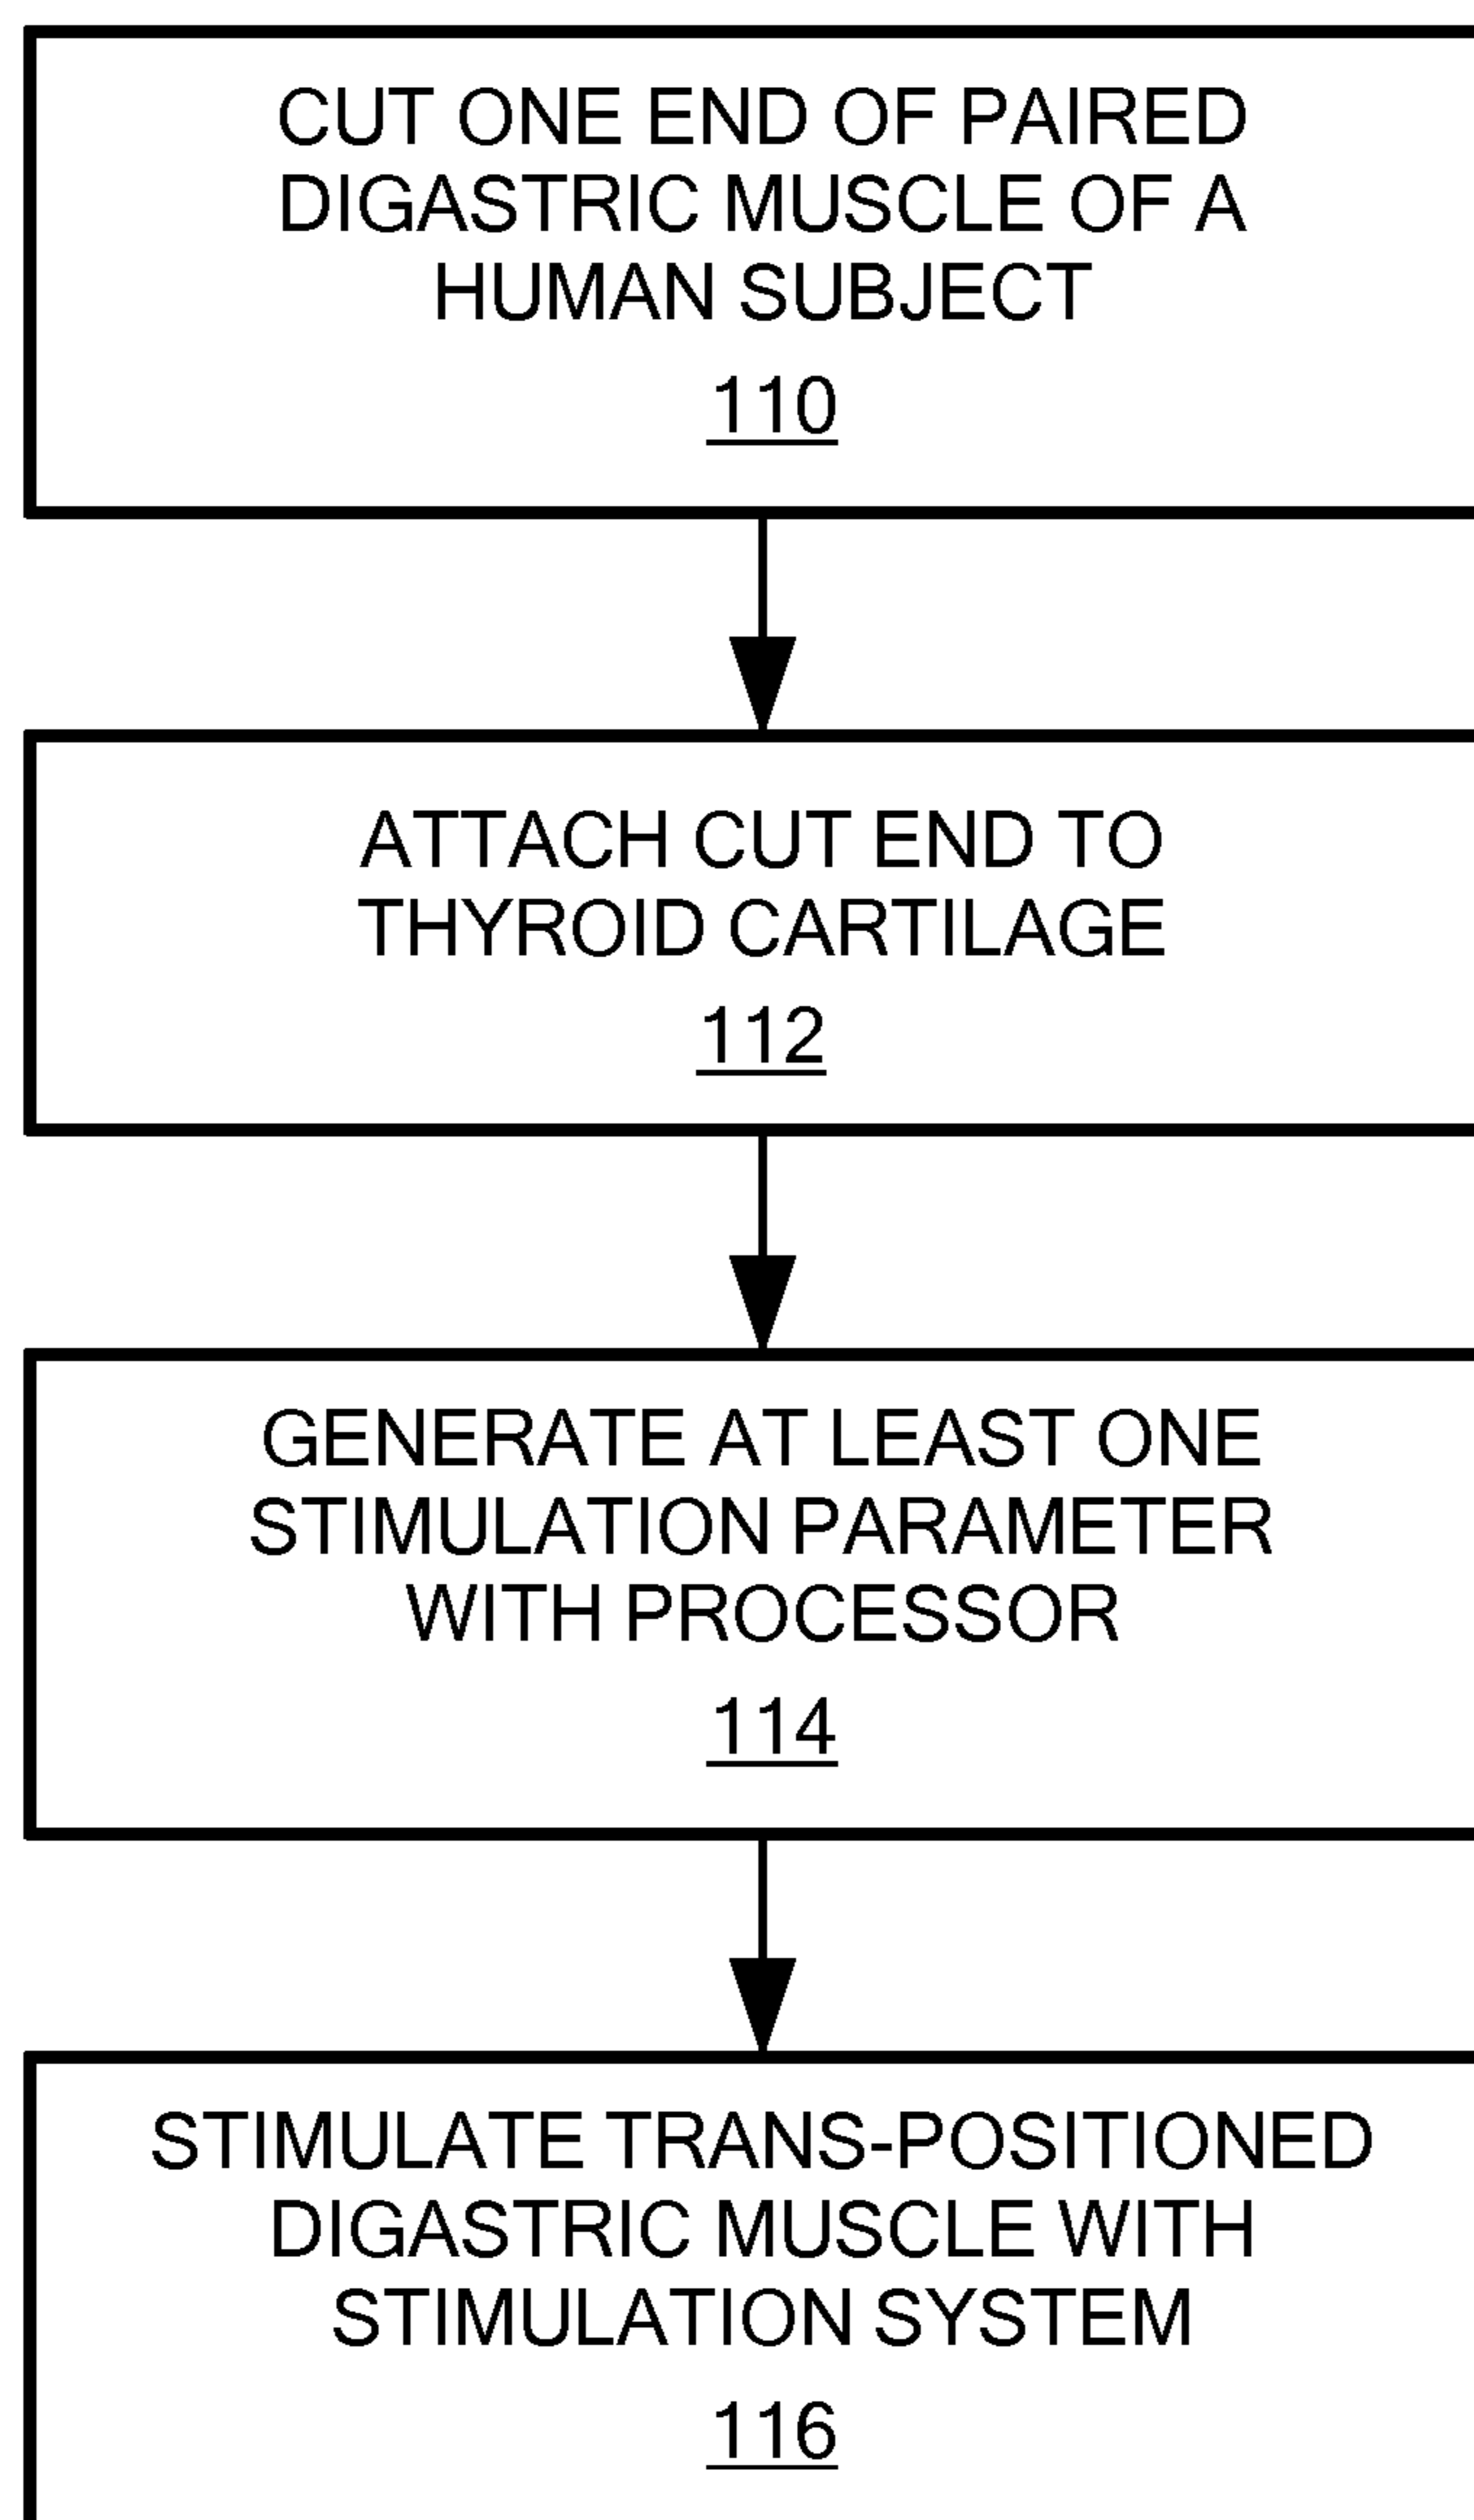 CUT ONE END OF PAIRED
DIGASTRIC MUSCLE OF A
HUMAN SUBJECT
110
ATTACH CUT END TO
THYROID CARTILAGE
112
GENERATE AT LEAST ONE
STIMULATION PARAMETER
WITH PROCESSOR
114
STIMULATE TRANS-POSITIONED
DIGASTRIC MUSCLE WITH
STIMULATION SYSTEM
116